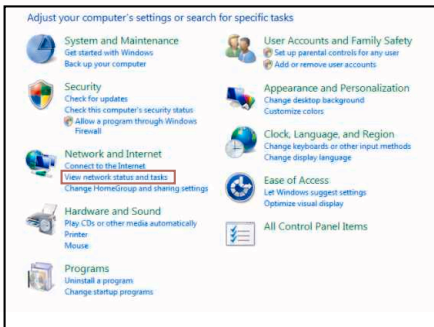 Adjust your computer's settings or search for specific tasks
System and Maintenance
Get started with Windows
Back up your computer
Security
Check for updates
Check this computer's security status
Allow a program through Windows
Firewall
Network and Internet
Connect to the Internet
View network status and tasks
Change HomeGroup and sharing settings
Hardware and Sound
Play CDs or other media automatically
Printer
Mouse
Programs
Uninstall a program
Change startup programs
User Accounts and Family Safety
Set up parental controls for any user
Add or remove user accounts
Appearance and Personalization
Change desktop background
Customize colors
Clock, Language, and Region
Change keyboards or other input methods
Change display language
Ease of Access
Let Windows suggest settings
Optimize visual display
All Control Panel Items